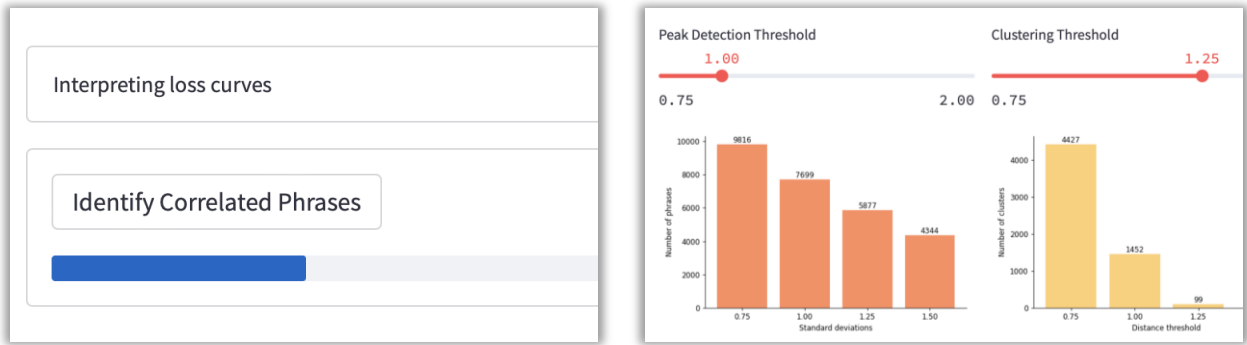 Interpreting loss curves
Identify Correlated Phrases
Peak Detection Threshold
1.00
0.75 2.00
Number of phrases
10000
8000
6000
4000
2000
0
9816
7699
5877
4344
0.75 1.00 1.25 1.50
Standard deviations
Clustering Threshold
1.25
0.75
Number of clusters
4000
3000
2000
1000
0
4427
1452
99
0.75 1.00 1.25
Distance threshold